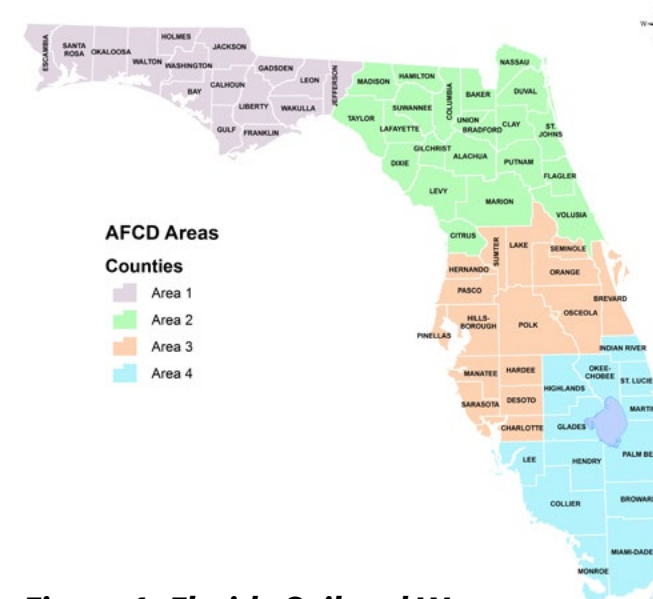 W
HOLMES
JACKSON
ESCAMBIA
SANTA
ROSA
OKALOOSA
WALTON
WASHINGTON
GADSDEN
LEON
JEFFERSON
BAY
CALHOUN
LIBERTY
WAKULLA
GULF
FRANKLIN
MADISON
HAMILTON
NASSAU
DUVAL
BAKER
COLUMBIA
TAYLOR
SUWANNEE
LAFAYETTE
UNION
BRADFORD
CLAY
ST.
JOHNS
GILCHRIST
DIXIE
ALACHUA
PUTNAM
FLAGLER
LEVY
MARION
VOLUSIA
CITRUS
SUMTER
LAKE
SEMINOLE
HERNANDO
ORANGE
PASCO
BREVARD
OSCEOLA
HILLS-
BOROUGH
POLK
PINELLAS
INDIAN RIVER
MANATEE
HARDEE
OKEE-
CHOBEE
ST. LUCIE
HIGHLANDS
SARASOTA
DESOTO
MARTI
CHARLOTTE
GLADES
LEE
HENDRY
PALM BE
COLLIER
BROWAR
MIAMI-DADE
MONROE
AFCD Areas
Counties
Area 1
Area 2
Area 3
Area 4